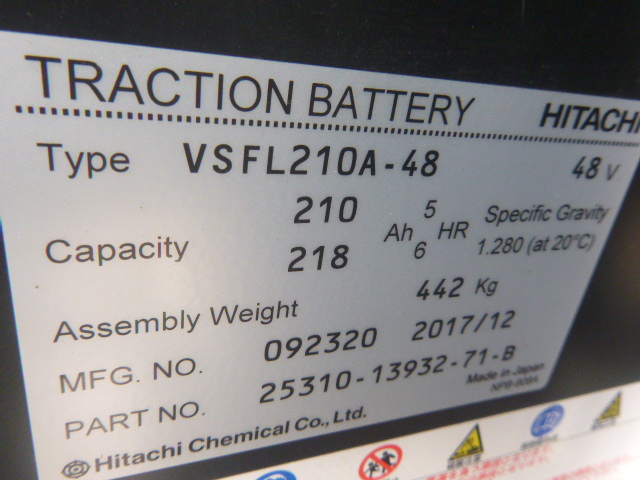 TRACTION BATTERY HITACHI
Type VSFL210A-48 48 V
Capacity 210 Ah 5 HR Specific Gravity
218 6 1.280 (at 20°C)
Assembly Weight 442 Kg
MFG. NO. 092320 2017/12
PART NO. 25310-13932-71-B
Made in Japan
Hitachi Chemical Co., Ltd.